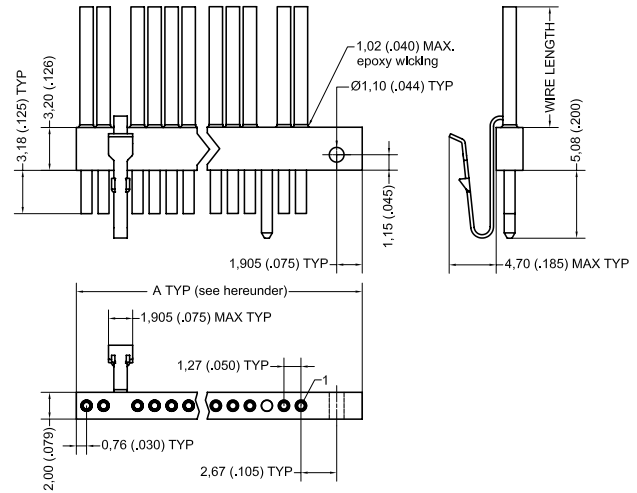 1,02 (.040) MAX.
epoxy wicking
Ø1,10 (.044) TYP
3,18 (.125) TYP
3,20 (.126)
WIRE LENGTH
5,08 (.200)
1,15 (.045)
1,905 (.075) TYP
4,70 (.185) MAX TYP
A TYP (see hereunder)
1,905 (.075) MAX TYP
1,27 (.050) TYP
1
2,00 (.079)
0,76 (.030) TYP
2,67 (.105) TYP